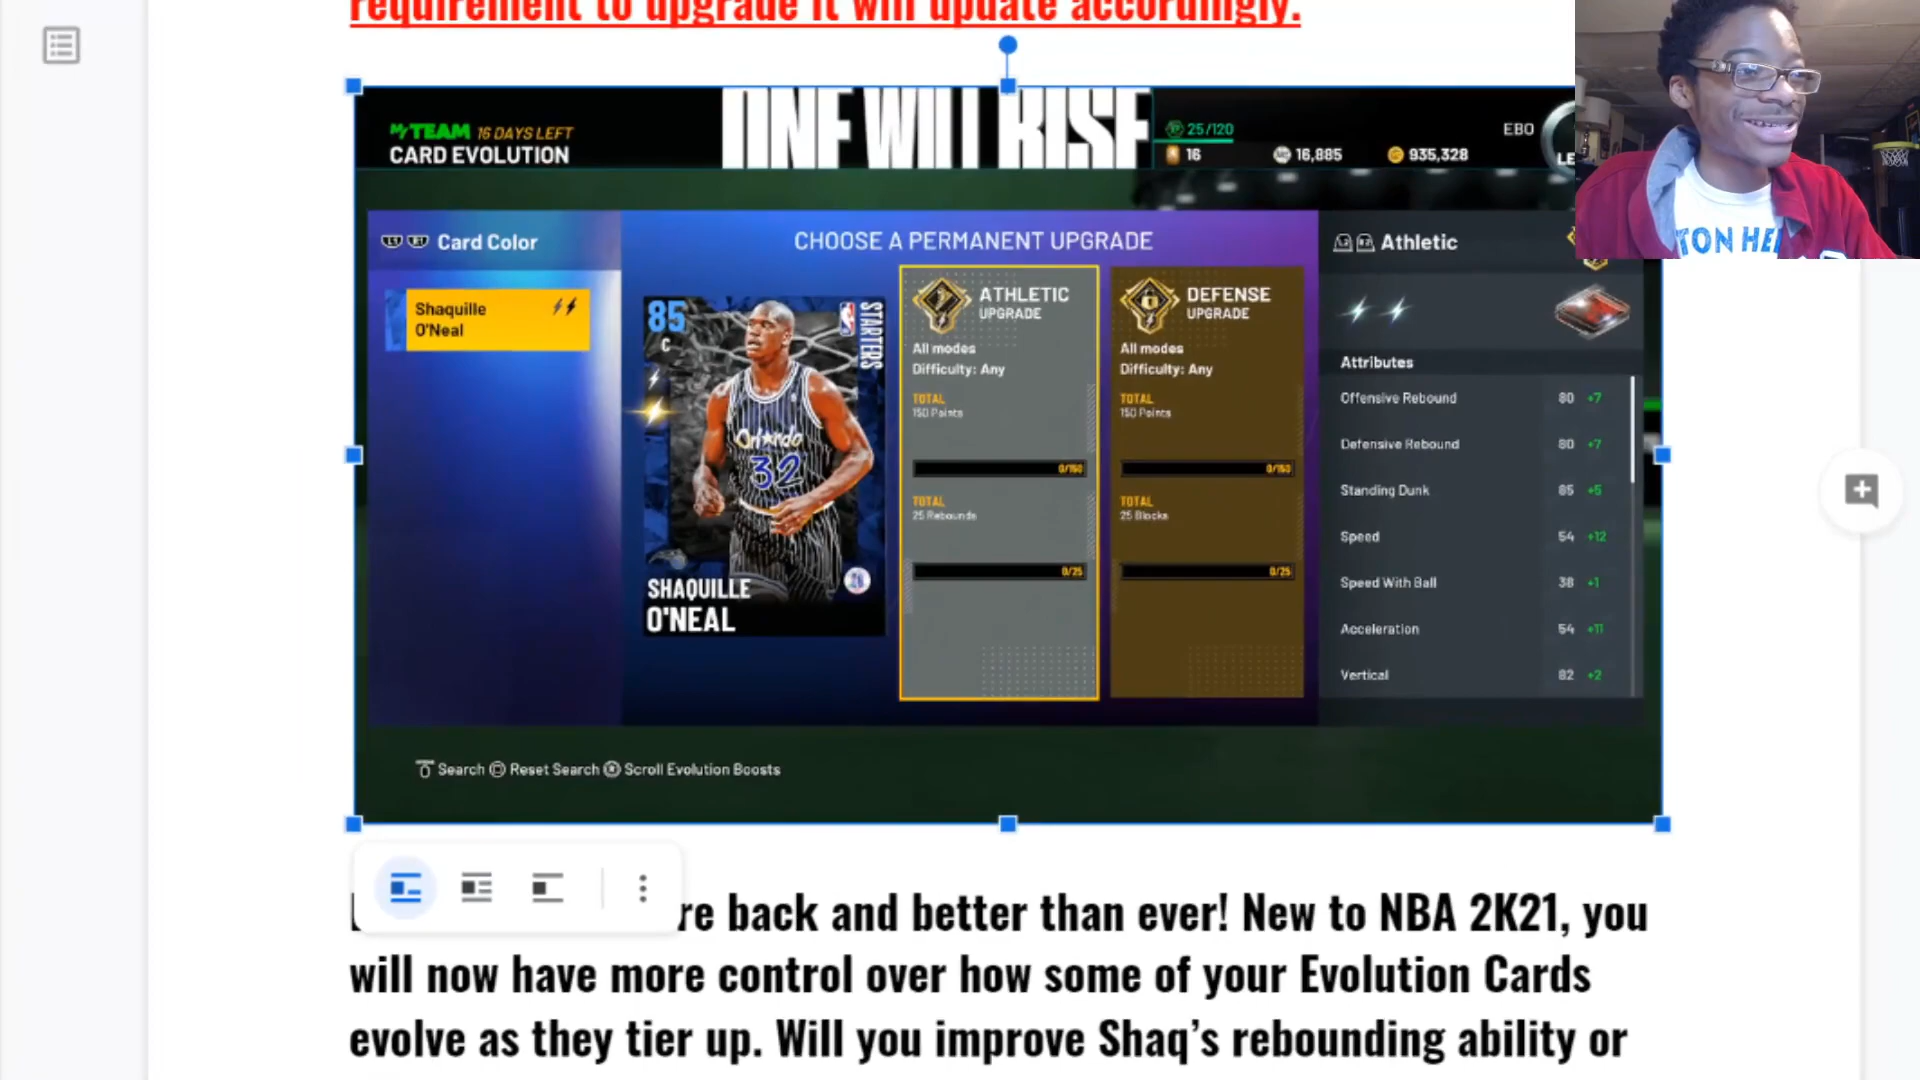 requirement to upgrade it will update accordingly.
MyTEAM 16 DAYS LEFT
CARD EVOLUTION
ONE WILL RISE
25/120
16
16,885
935,328
EBO
LE
Card Color
Shaquille
O'Neal
CHOOSE A PERMANENT UPGRADE
85
C
STARTERS
Orlando
32
SHAQUILLE
O'NEAL
ATHLETIC
UPGRADE
All modes
Difficulty: Any
TOTAL
150 Points
0/150
TOTAL
25 Rebounds
0/25
DEFENSE
UPGRADE
All modes
Difficulty: Any
TOTAL
150 Points
0/150
TOTAL
25 Blocks
0/25
Athletic
Attributes
Offensive Rebound 80 +7
Defensive Rebound 80 +7
Standing Dunk 85 +5
Speed 54 +12
Speed With Ball 38 +1
Acceleration 54 +11
Vertical 82 +2
Search Reset Search Scroll Evolution Boosts
TON HE
re back and better than ever! New to NBA 2K21, you
will now have more control over how some of your Evolution Cards
evolve as they tier up. Will you improve Shaq's rebounding ability or